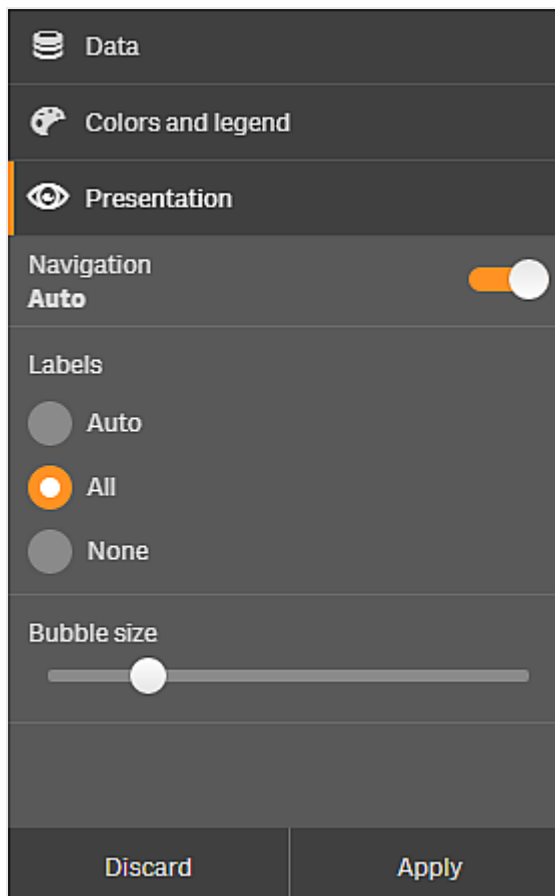 Data
Colors and legend
Presentation
Navigation
Auto
Labels
Auto
All
None
Bubble size
Discard
Apply